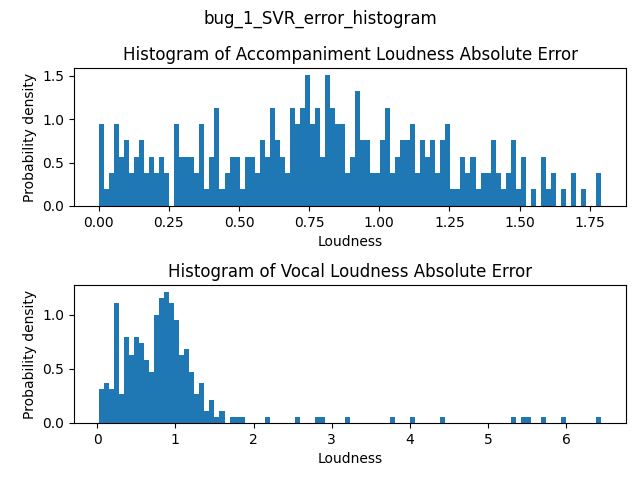 bug_1_SVR_error_histogram
Histogram of Accompaniment Loudness Absolute Error
Probability density
1.5
1.0
0.5
0.0
0.00 0.25 0.50 0.75 1.00 1.25 1.50 1.75
Loudness
Histogram of Vocal Loudness Absolute Error
Probability density
1.0
0.5
0.0
0 1 2 3 4 5 6
Loudness